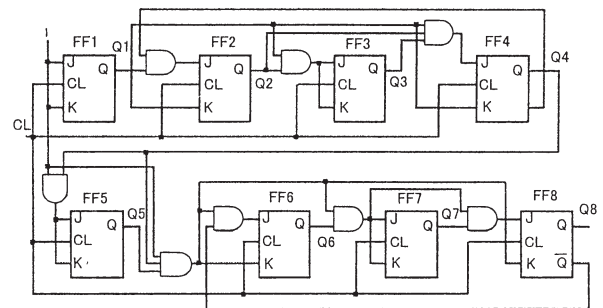 1
FF1 Q1 FF2 FF3 FF4 Q4
J Q J Q J Q J Q
CL CL CL CL
K K K K
Q2 Q3
CL
FF5 Q5 FF6 FF7 Q7 FF8 Q8
J Q J Q J Q J Q
CL CL CL CL
K K K K Q̅
Q6